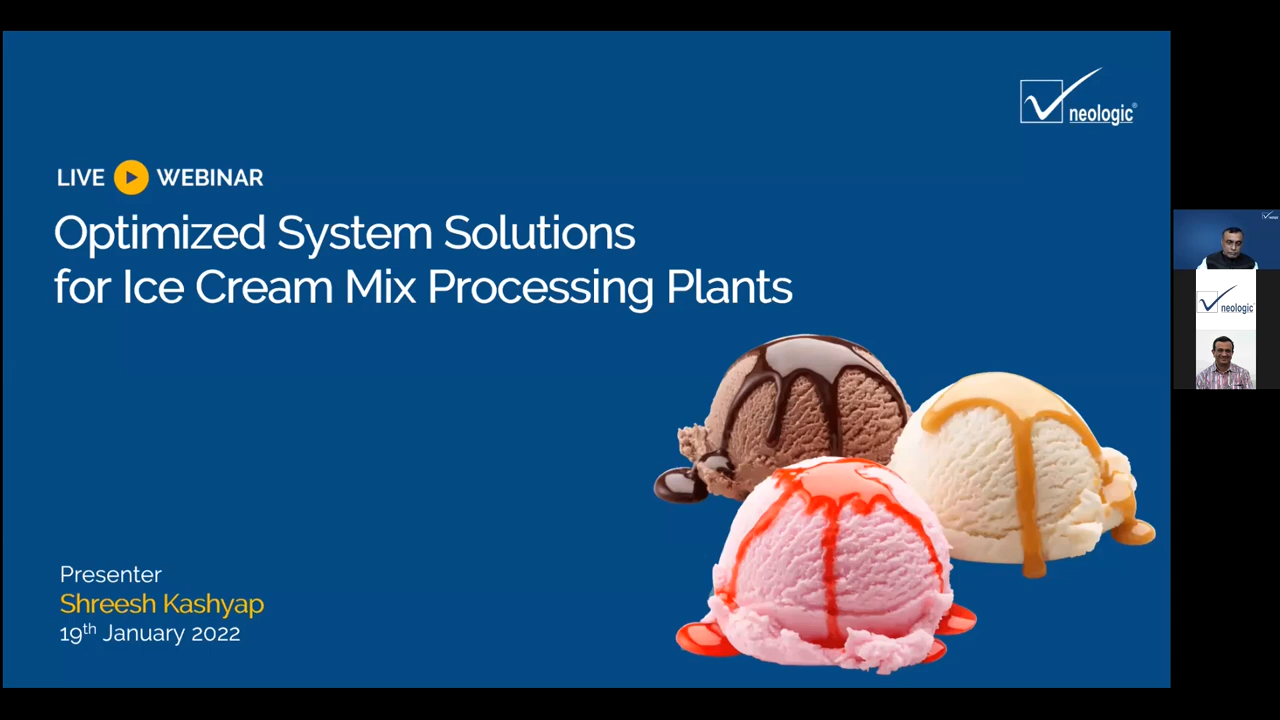 neologic®
LIVE WEBINAR
Optimized System Solutions
for Ice Cream Mix Processing Plants
Presenter
Shreesh Kashyap
19th January 2022
neologic